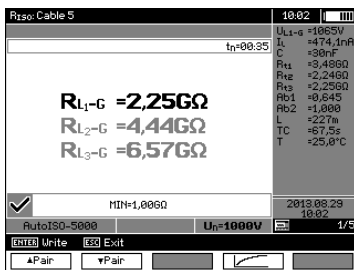 RISO: Cable 5
10:02
tn=00:35
UL1-G =1065V
IL =474,1nA
C =30nF
Rt1 =3,48GΩ
Rt2 =2,24GΩ
Rt3 =2,25GΩ
Ab1 =0,645
Ab2 =1,000
L =227m
TC =67,5s
T =25,0°C
RL1-G =2,25GΩ
RL2-G =4,44GΩ
RL3-G =6,57GΩ
MIN=1,00GΩ
2013.08.29
10:02
AutoISO-5000
Un=1000V
1/5
ENTER Write ESC Exit
▲Pair
▼Pair